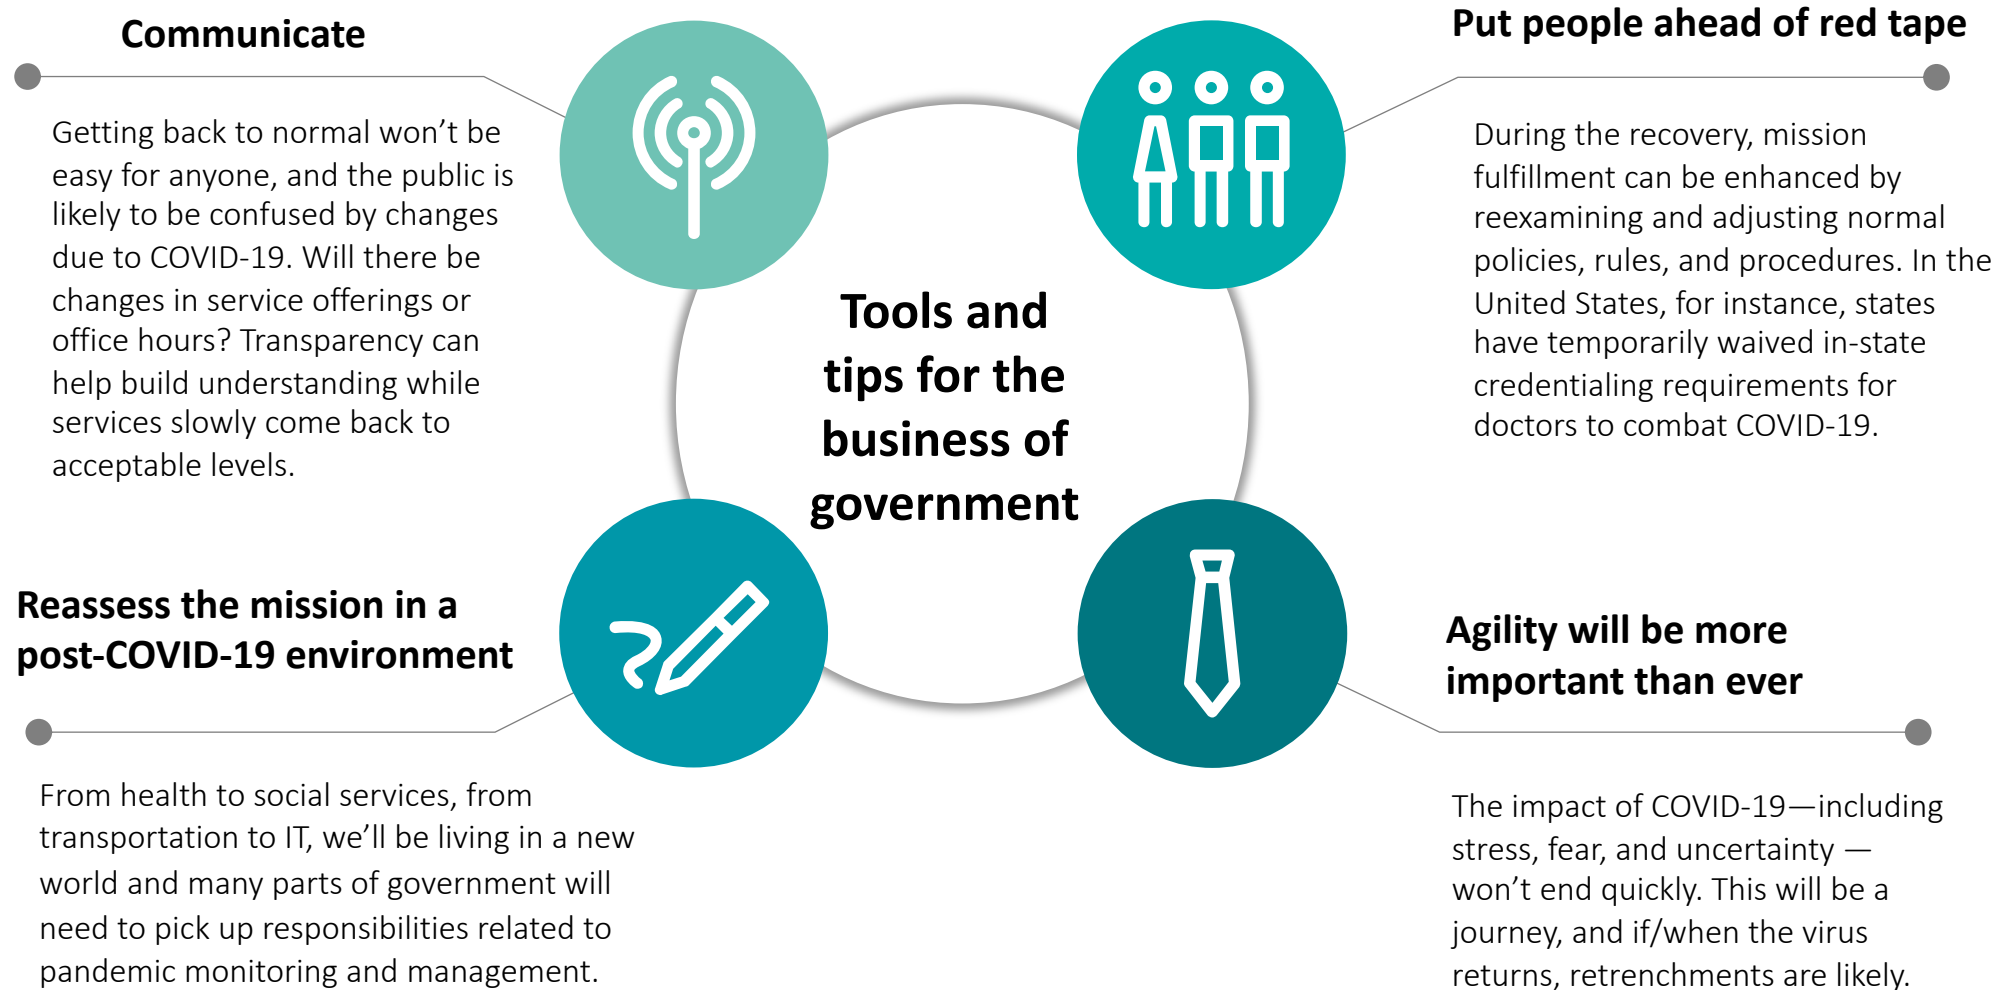 Communicate
Getting back to normal won’t be
easy for anyone, and the public is
likely to be confused by changes
due to COVID-19. Will there be
changes in service offerings or
office hours? Transparency can
help build understanding while
services slowly come back to
acceptable levels.
Put people ahead of red tape
During the recovery, mission
fulfillment can be enhanced by
reexamining and adjusting normal
policies, rules, and procedures. In the
United States, for instance, states
have temporarily waived in-state
credentialing requirements for
doctors to combat COVID-19.
Tools and
tips for the
business of
government
Reassess the mission in a
post-COVID-19 environment
From health to social services, from
transportation to IT, we’ll be living in a new
world and many parts of government will
need to pick up responsibilities related to
pandemic monitoring and management.
Agility will be more
important than ever
The impact of COVID-19—including
stress, fear, and uncertainty —
won’t end quickly. This will be a
journey, and if/when the virus
returns, retrenchments are likely.